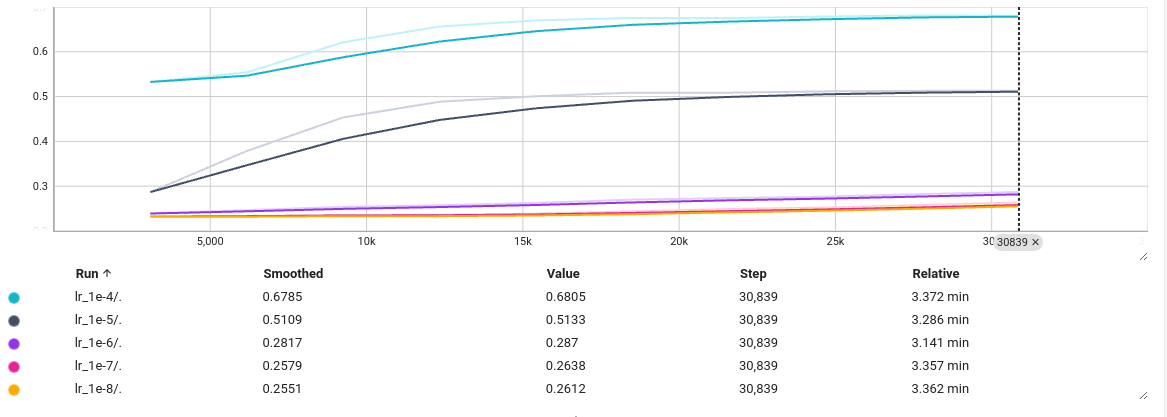 0.6
0.5
0.4
0.3
5,000 10k 15k 20k 25k 30 30839 ×
Run ↑ Smoothed Value Step Relative
lr_1e-4/. 0.6785 0.6805 30,839 3.372 min
lr_1e-5/. 0.5109 0.5133 30,839 3.286 min
lr_1e-6/. 0.2817 0.287 30,839 3.141 min
lr_1e-7/. 0.2579 0.2638 30,839 3.357 min
lr_1e-8/. 0.2551 0.2612 30,839 3.362 min